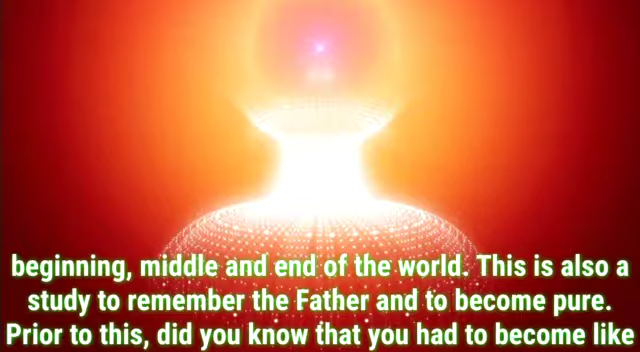 beginning, middle and end of the world. This is also a
study to remember the Father and to become pure.
Prior to this, did you know that you had to become like